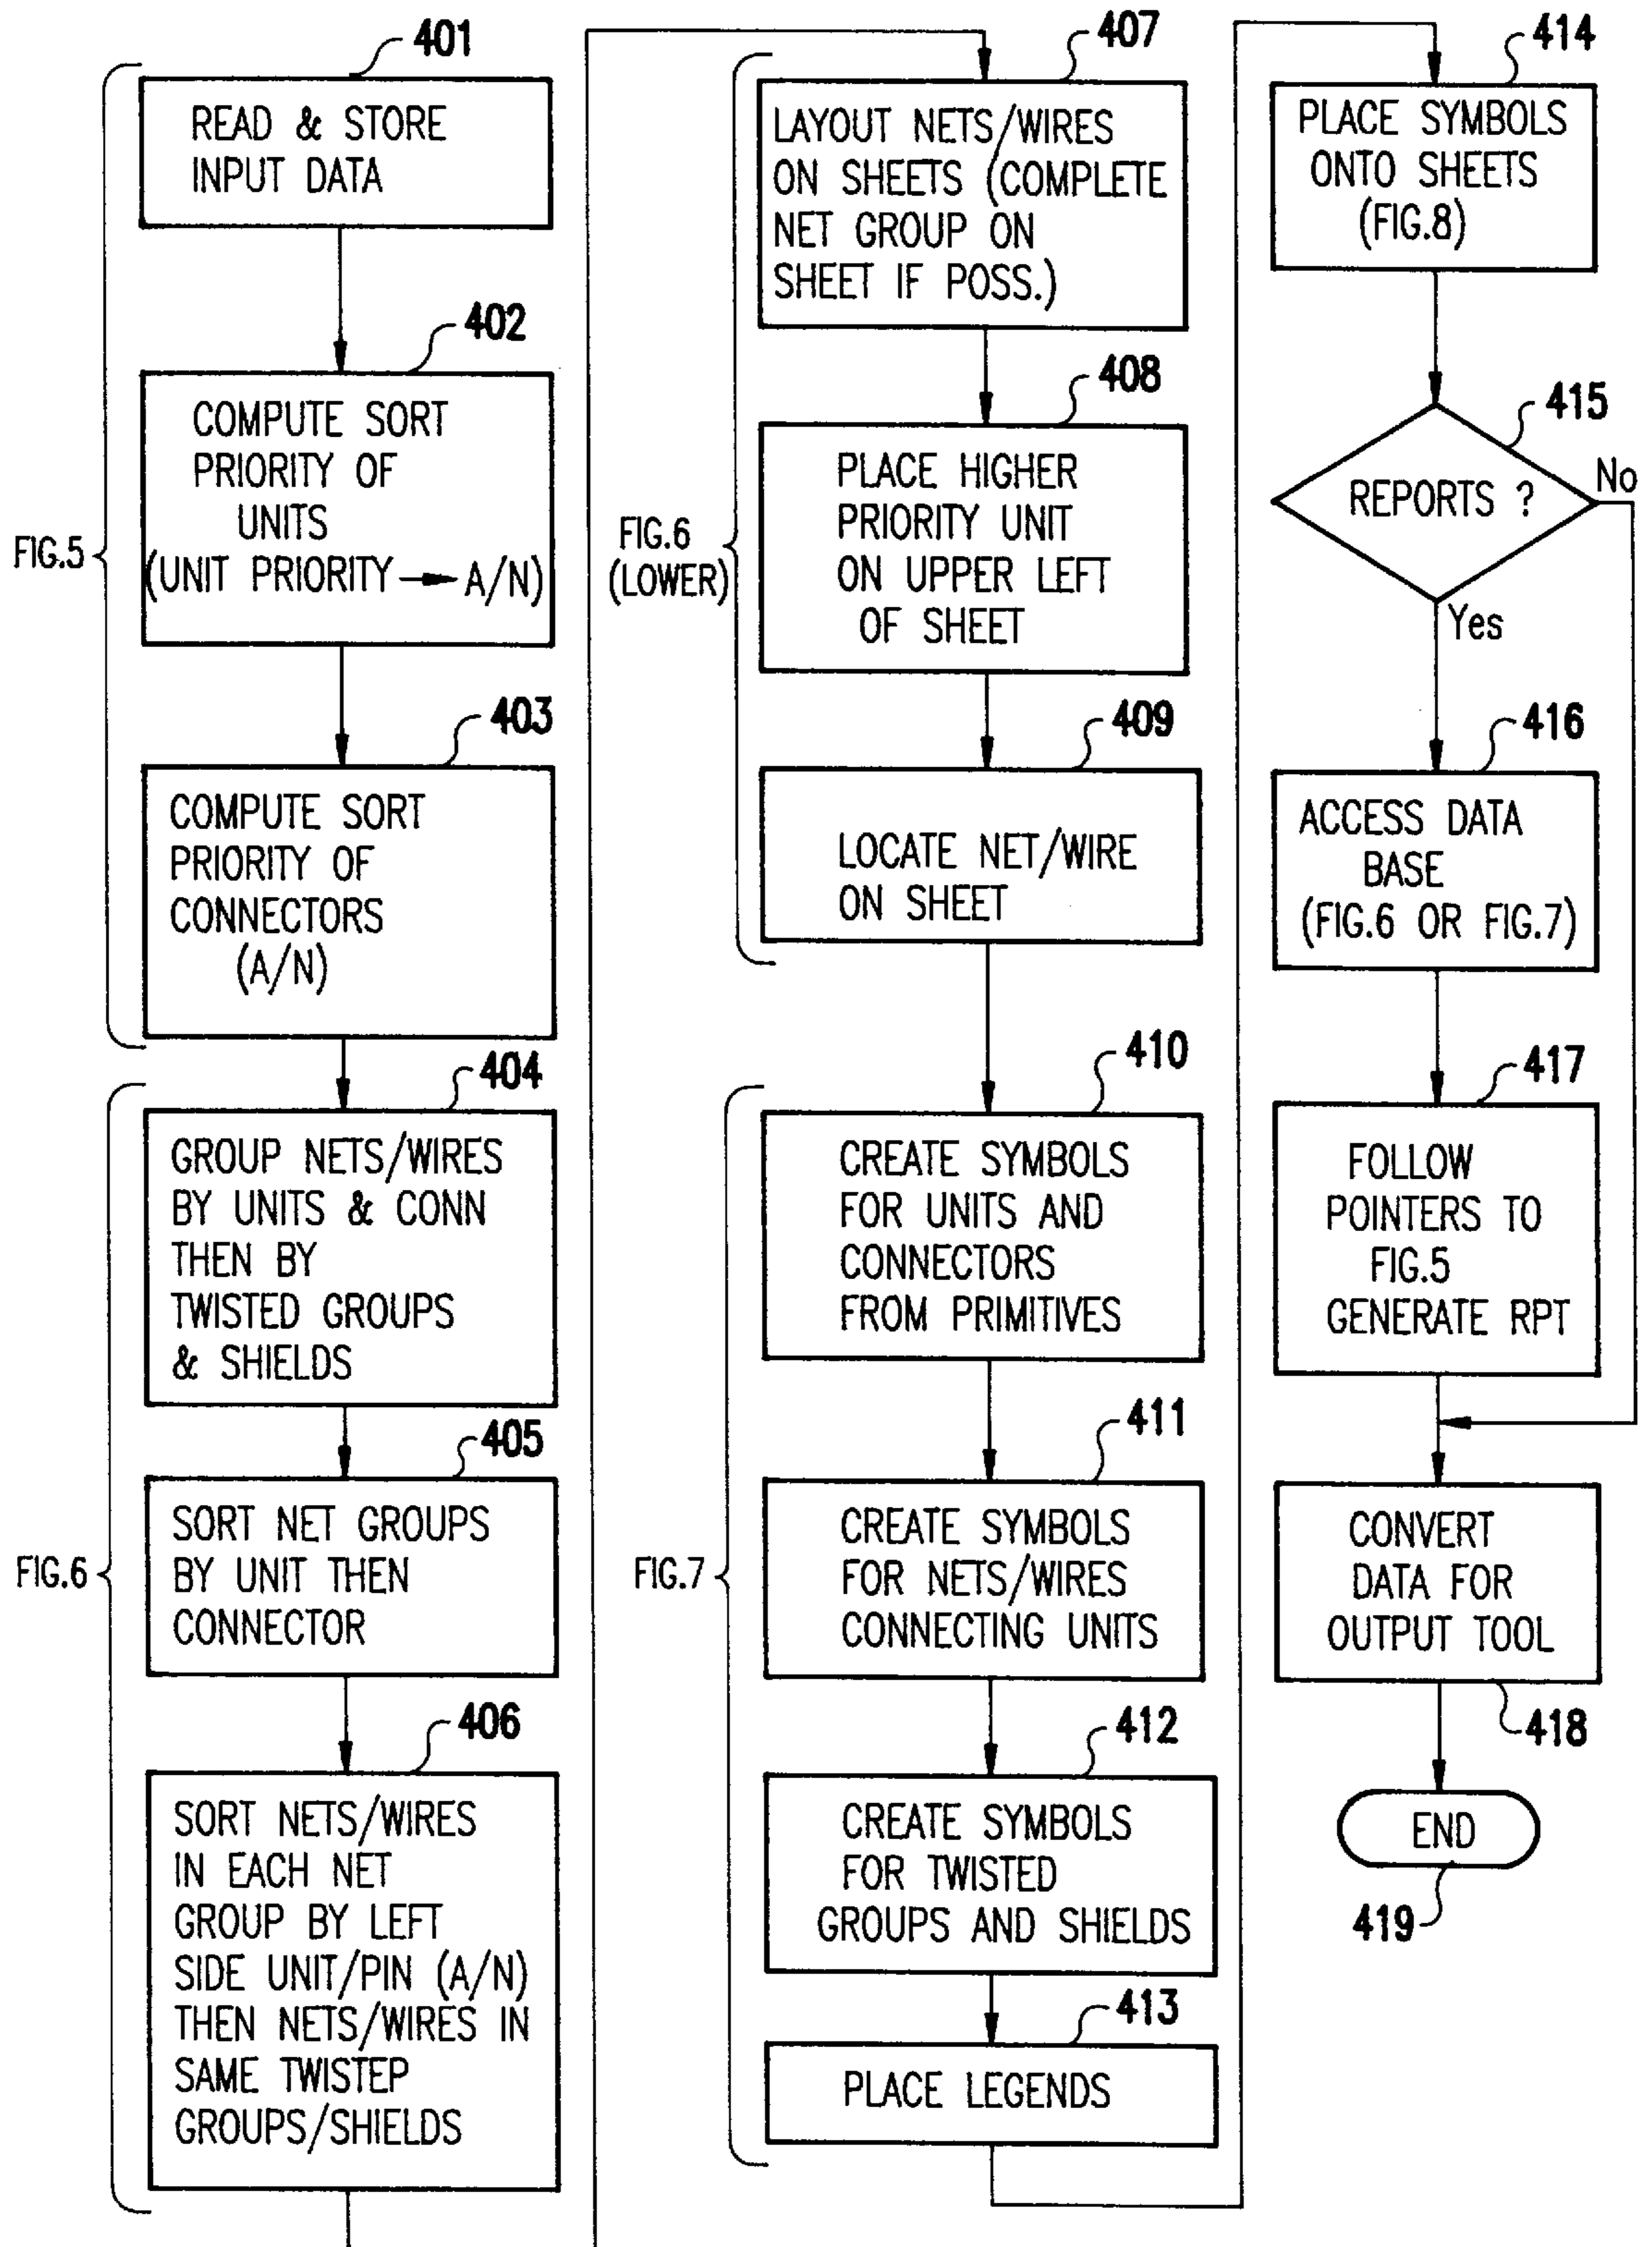 401
READ & STORE
INPUT DATA
402
COMPUTE SORT
PRIORITY OF
UNITS
(UNIT PRIORITY → A/N)
FIG.5
403
COMPUTE SORT
PRIORITY OF
CONNECTORS
(A/N)
404
GROUP NETS/WIRES
BY UNITS & CONN
THEN BY
TWISTED GROUPS
& SHIELDS
405
SORT NET GROUPS
BY UNIT THEN
CONNECTOR
FIG.6
406
SORT NETS/WIRES
IN EACH NET
GROUP BY LEFT
SIDE UNIT/PIN (A/N)
THEN NETS/WIRES IN
SAME TWISTEP
GROUPS/SHIELDS
407
LAYOUT NETS/WIRES
ON SHEETS (COMPLETE
NET GROUP ON
SHEET IF POSS.)
408
PLACE HIGHER
PRIORITY UNIT
ON UPPER LEFT
OF SHEET
FIG.6
(LOWER)
409
LOCATE NET/WIRE
ON SHEET
410
CREATE SYMBOLS
FOR UNITS AND
CONNECTORS
FROM PRIMITIVES
411
CREATE SYMBOLS
FOR NETS/WIRES
CONNECTING UNITS
FIG.7
412
CREATE SYMBOLS
FOR TWISTED
GROUPS AND SHIELDS
413
PLACE LEGENDS
414
PLACE SYMBOLS
ONTO SHEETS
(FIG.8)
415
REPORTS ?
No
Yes
416
ACCESS DATA
BASE
(FIG.6 OR FIG.7)
417
FOLLOW
POINTERS TO
FIG.5
GENERATE RPT
CONVERT
DATA FOR
OUTPUT TOOL
418
END
419